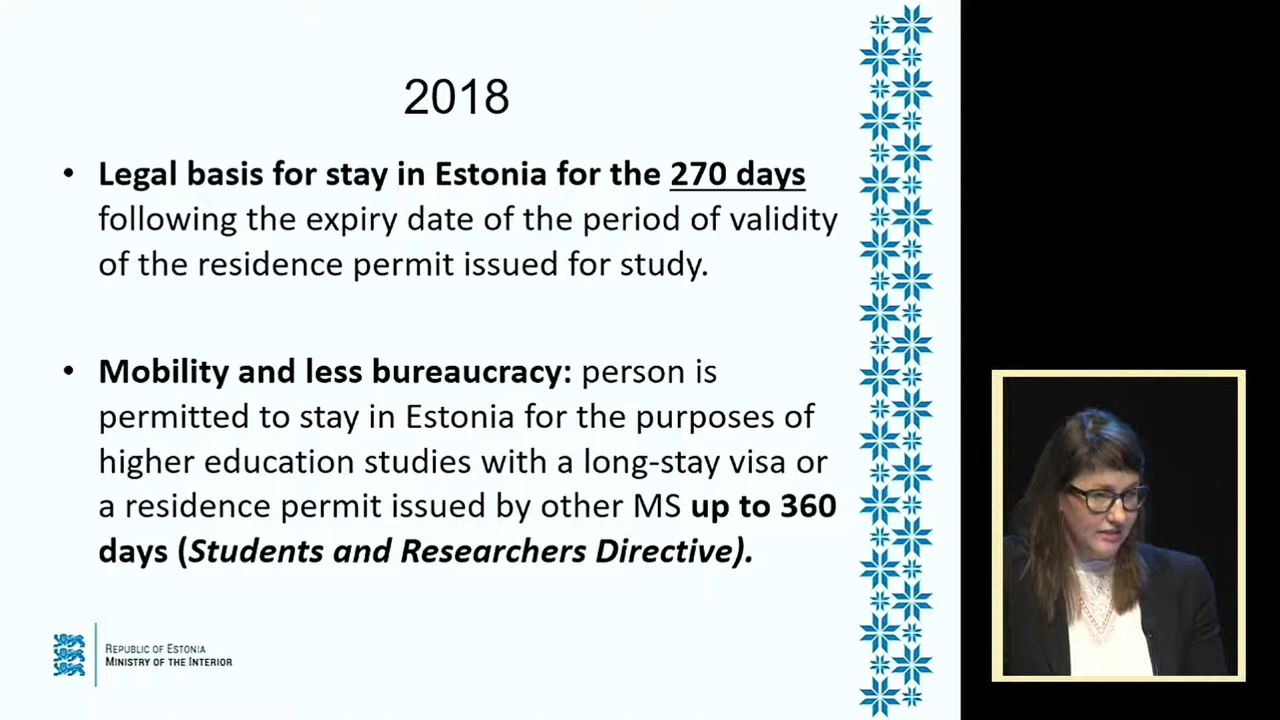 2018
• Legal basis for stay in Estonia for the 270 days
following the expiry date of the period of validity
of the residence permit issued for study.
• Mobility and less bureaucracy: person is
permitted to stay in Estonia for the purposes of
higher education studies with a long-stay visa or
a residence permit issued by other MS up to 360
days (Students and Researchers Directive).
REPUBLIC OF ESTONIA
MINISTRY OF THE INTERIOR